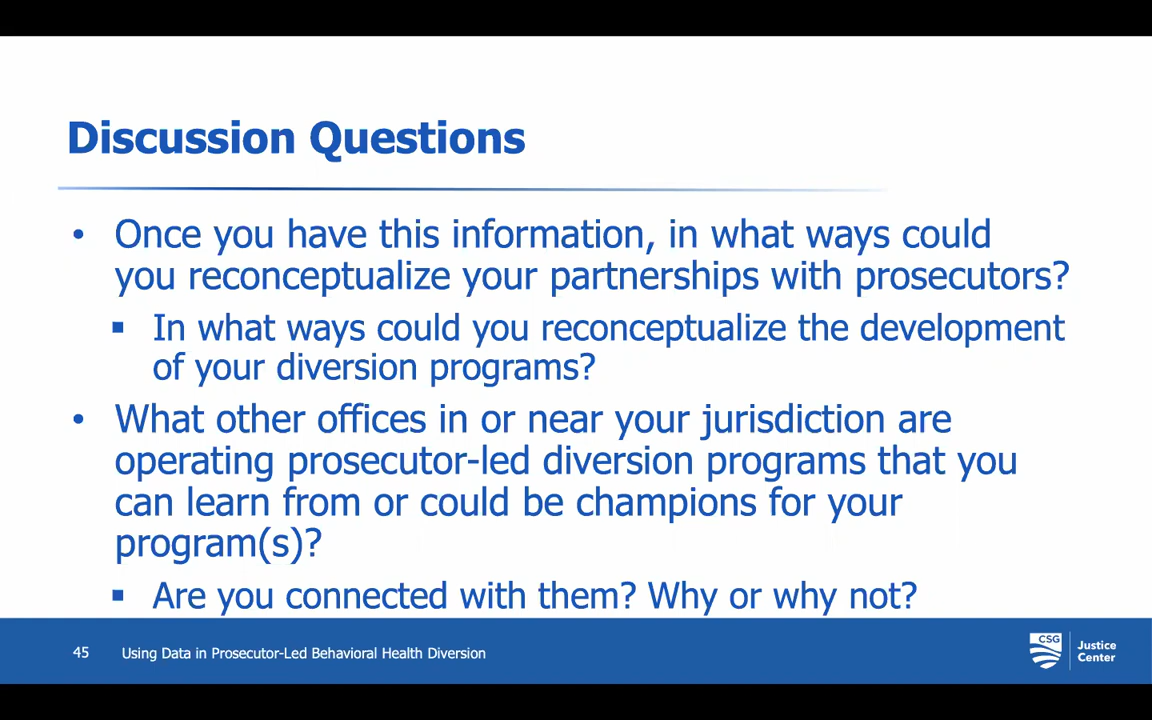 Discussion Questions
• Once you have this information, in what ways could
you reconceptualize your partnerships with prosecutors?
▪ In what ways could you reconceptualize the development
of your diversion programs?
• What other offices in or near your jurisdiction are
operating prosecutor-led diversion programs that you
can learn from or could be champions for your
program(s)?
▪ Are you connected with them? Why or why not?
45 Using Data in Prosecutor-Led Behavioral Health Diversion
CSG
Justice
Center